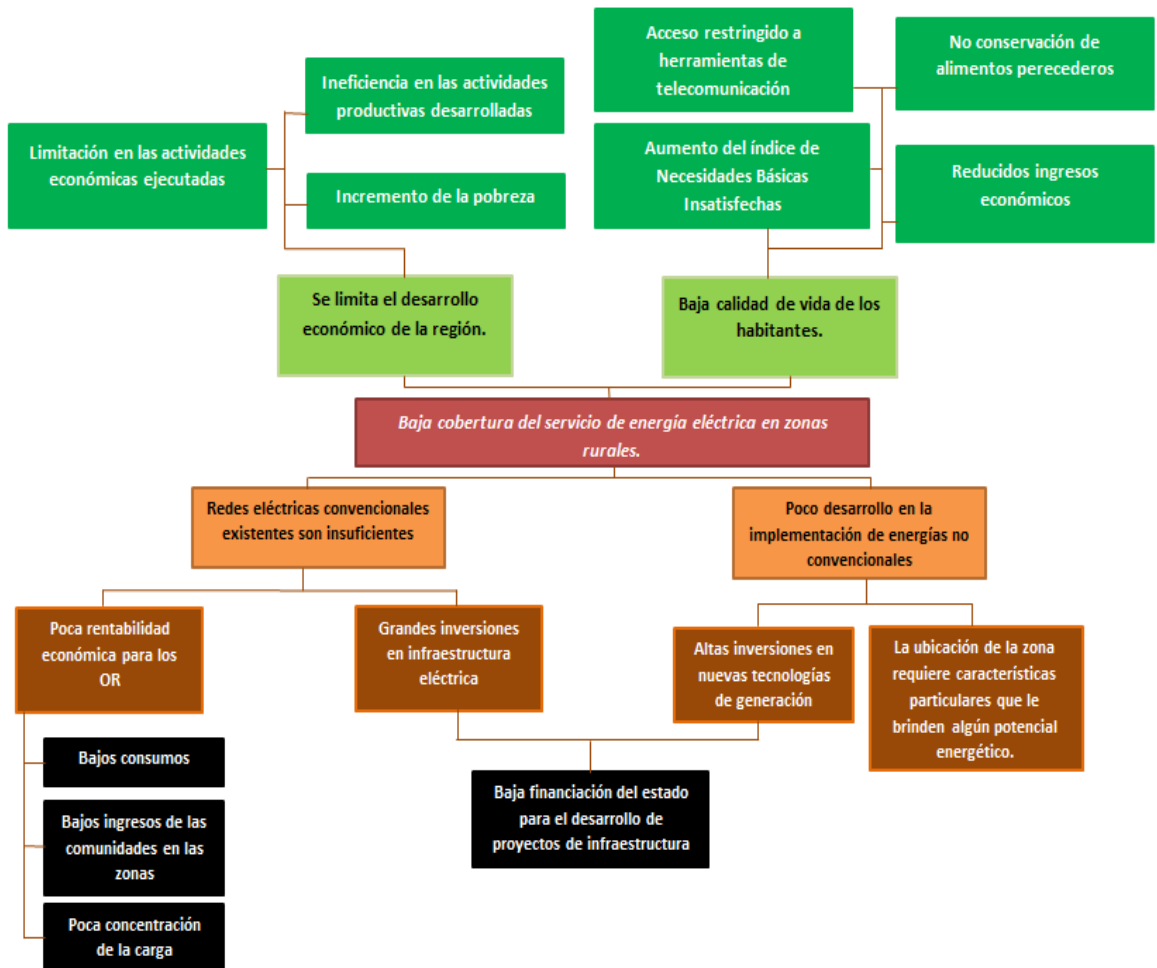 Acceso restringido a
herramientas de
telecomunicación
No conservación de
alimentos perecederos
Ineficiencia en las actividades
productivas desarrolladas
Limitación en las actividades
económicas ejecutadas
Aumento del índice de
Necesidades Básicas
Insatisfechas
Incremento de la pobreza
Reducidos ingresos
económicos
Se limita el desarrollo
económico de la región.
Baja calidad de vida de los
habitantes.
Baja cobertura del servicio de energía eléctrica en zonas
rurales.
Redes eléctricas convencionales
existentes son insuficientes
Poco desarrollo en la
implementación de energías no
convencionales
Poca rentabilidad
económica para los
OR
Grandes inversiones
en infraestructura
eléctrica
Altas inversiones en
nuevas tecnologías
de generación
La ubicación de la zona
requiere características
particulares que le
brinden algún potencial
energético.
Bajos consumos
Bajos ingresos de las
comunidades en las
zonas
Poca concentración
de la carga
Baja financiación del estado
para el desarrollo de
proyectos de infraestructura